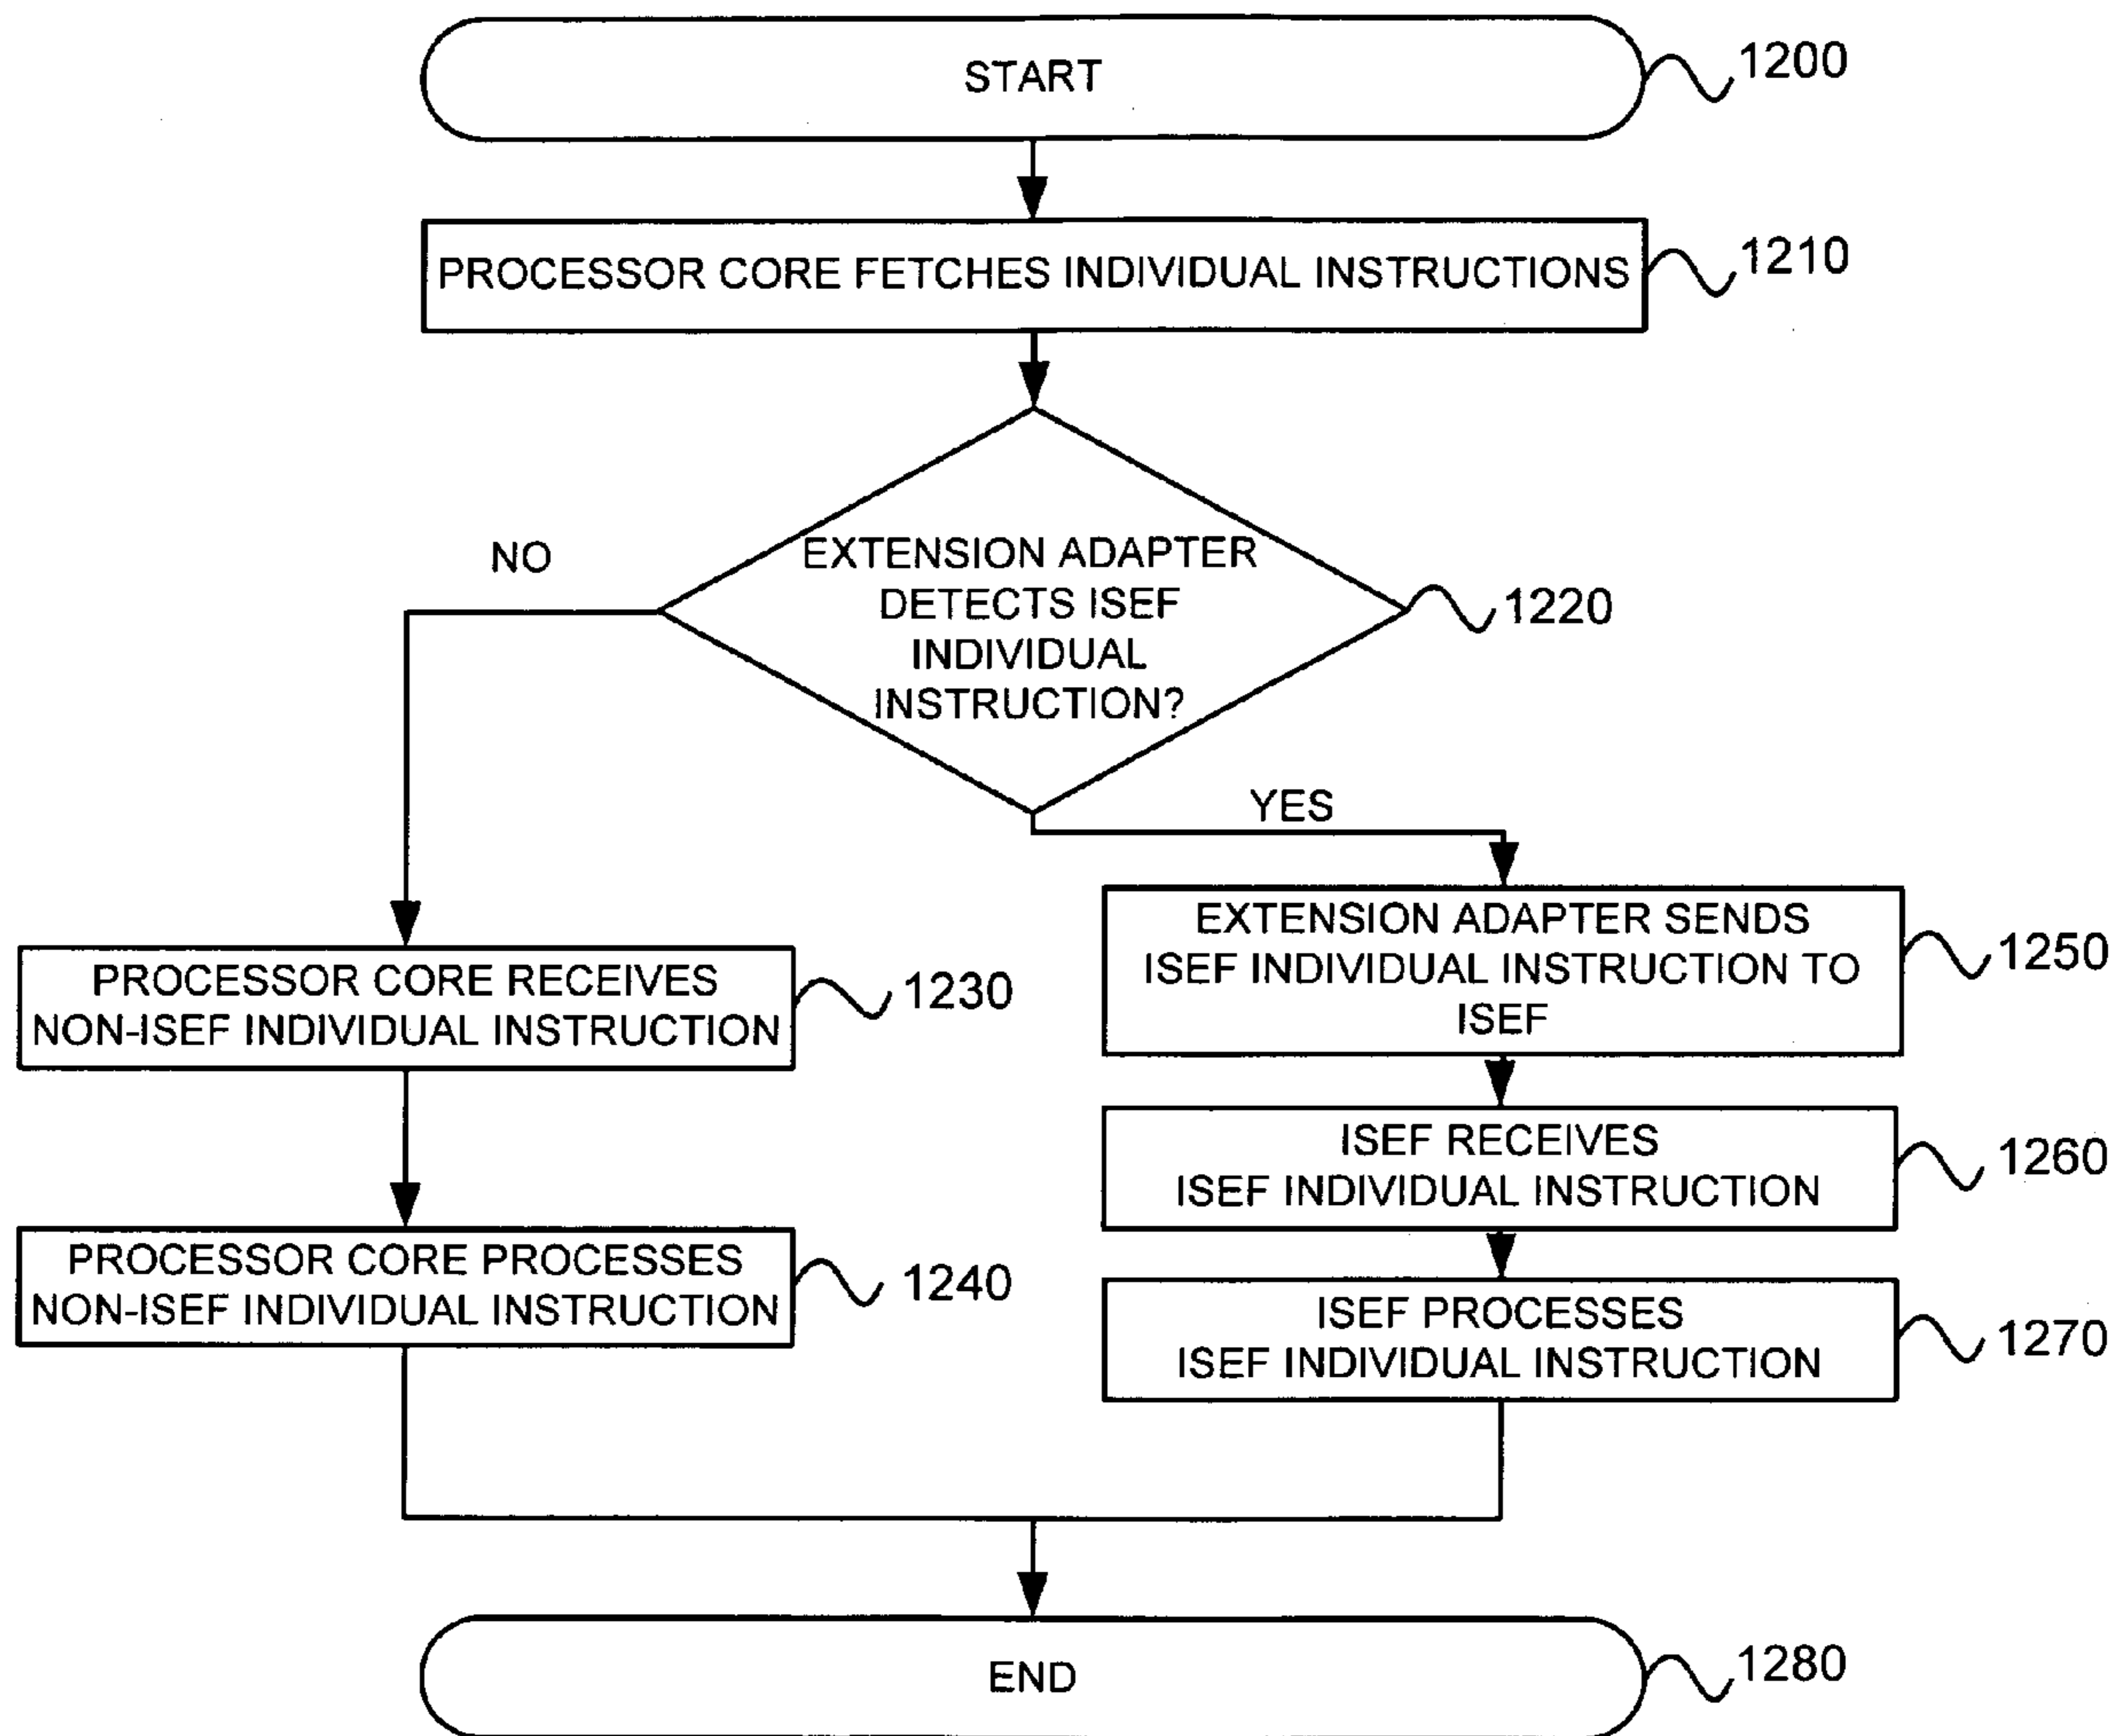 START
1200
PROCESSOR CORE FETCHES INDIVIDUAL INSTRUCTIONS
1210
NO
EXTENSION ADAPTER
DETECTS ISEF
INDIVIDUAL
INSTRUCTION?
1220
YES
PROCESSOR CORE RECEIVES
NON-ISEF INDIVIDUAL INSTRUCTION
1230
PROCESSOR CORE PROCESSES
NON-ISEF INDIVIDUAL INSTRUCTION
1240
EXTENSION ADAPTER SENDS
ISEF INDIVIDUAL INSTRUCTION TO
ISEF
1250
ISEF RECEIVES
ISEF INDIVIDUAL INSTRUCTION
1260
ISEF PROCESSES
ISEF INDIVIDUAL INSTRUCTION
1270
END
1280